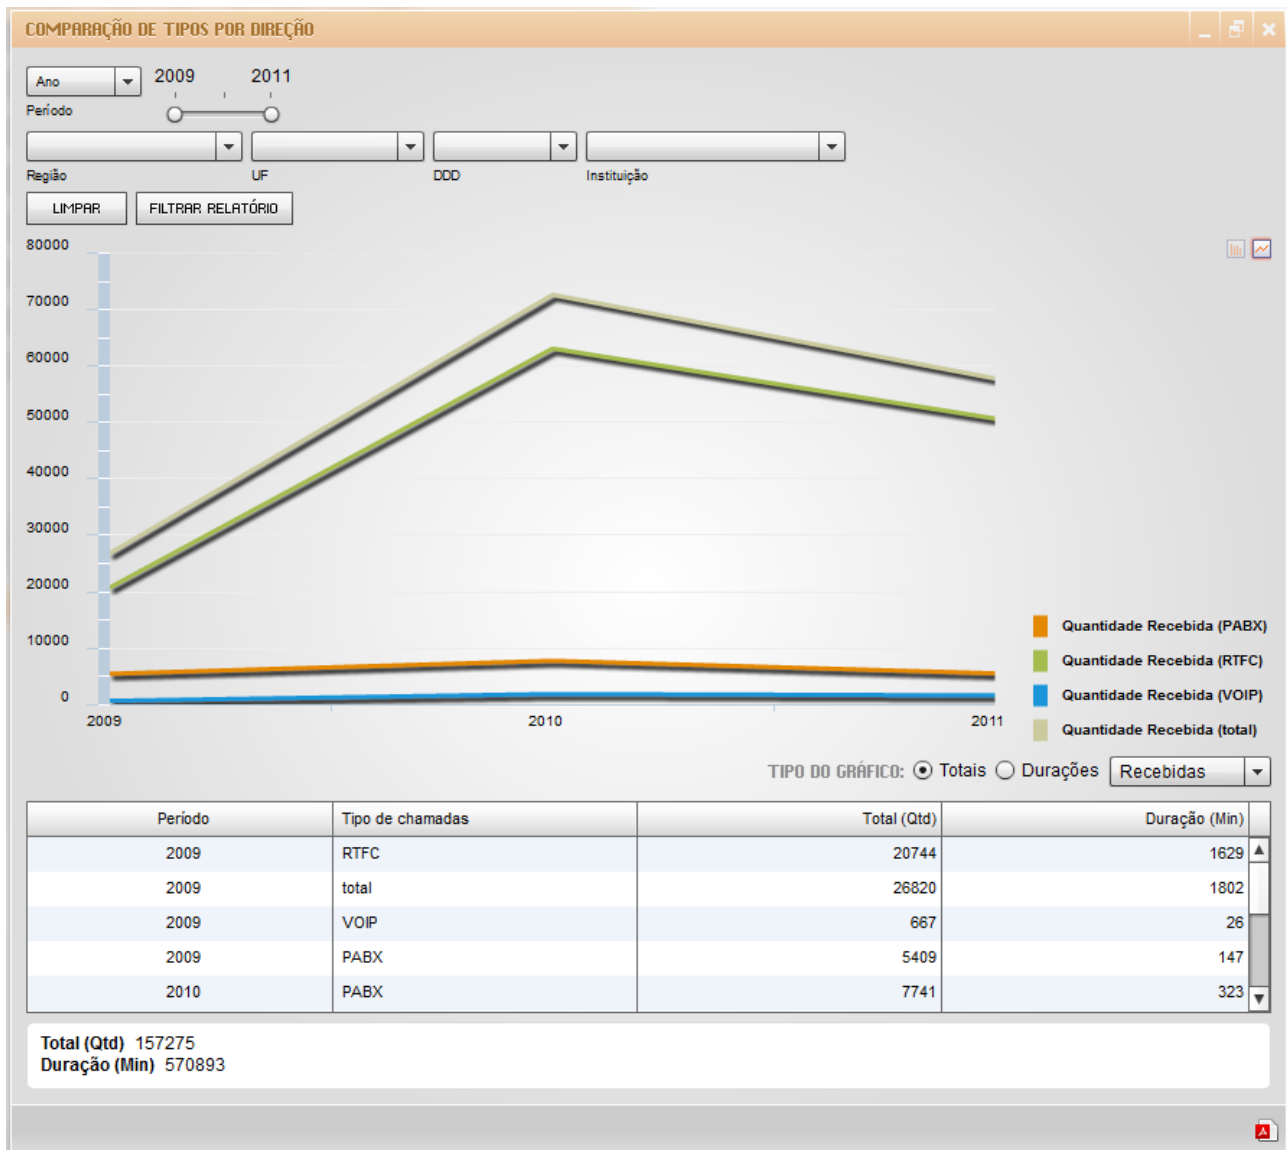 COMPARAÇÃO DE TIPOS POR DIREÇÃO
Ano 2009 2011
Período
Região UF DDD Instituição
LIMPAR FILTRAR RELATÓRIO
80000
70000
60000
50000
40000
30000
20000
10000
0
2009 2010 2011
Quantidade Recebida (PABX)
Quantidade Recebida (RTFC)
Quantidade Recebida (VOIP)
Quantidade Recebida (total)
TIPO DO GRÁFICO: Totais Durações Recebidas
Período Tipo de chamadas Total (Qtd) Duração (Min)
2009 RTFC 20744 1629
2009 total 26820 1802
2009 VOIP 667 26
2009 PABX 5409 147
2010 PABX 7741 323
Total (Qtd) 157275
Duração (Min) 570893